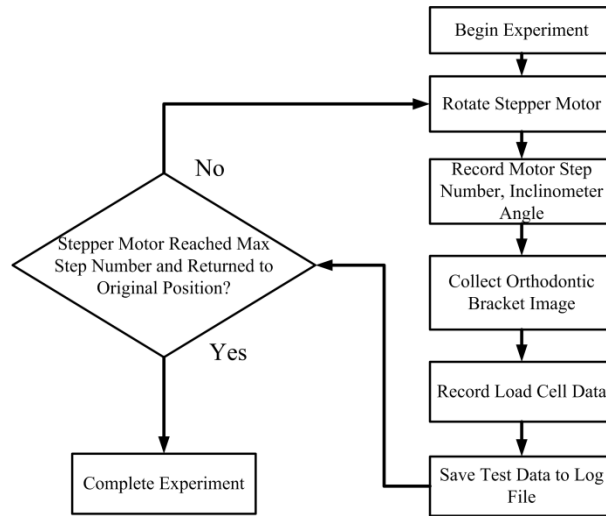 Begin Experiment
Rotate Stepper Motor
Record Motor Step
Number, Inclinometer
Angle
Collect Orthodontic
Bracket Image
Record Load Cell Data
Save Test Data to Log
File
No
Stepper Motor Reached Max
Step Number and Returned to
Original Position?
Yes
Complete Experiment